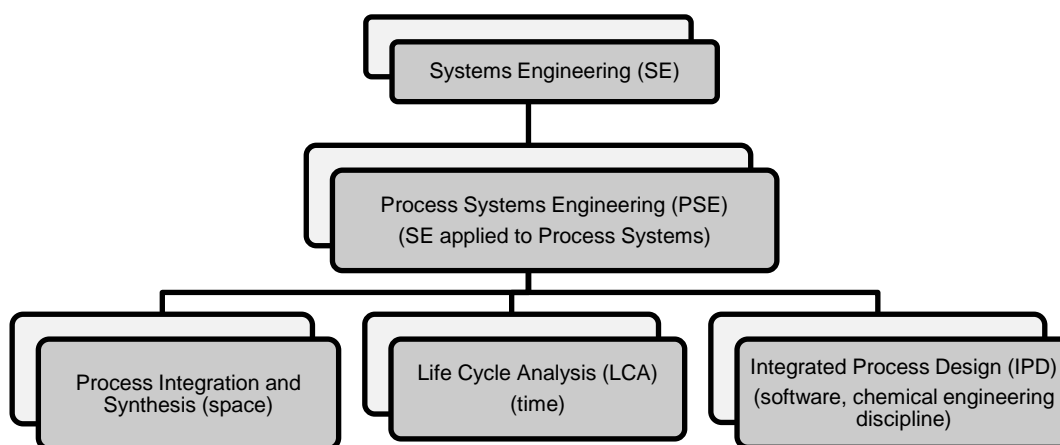 Systems Engineering (SE)
Process Systems Engineering (PSE)
(SE applied to Process Systems)
Process Integration and
Synthesis (space)
Life Cycle Analysis (LCA)
(time)
Integrated Process Design (IPD)
(software, chemical engineering
discipline)